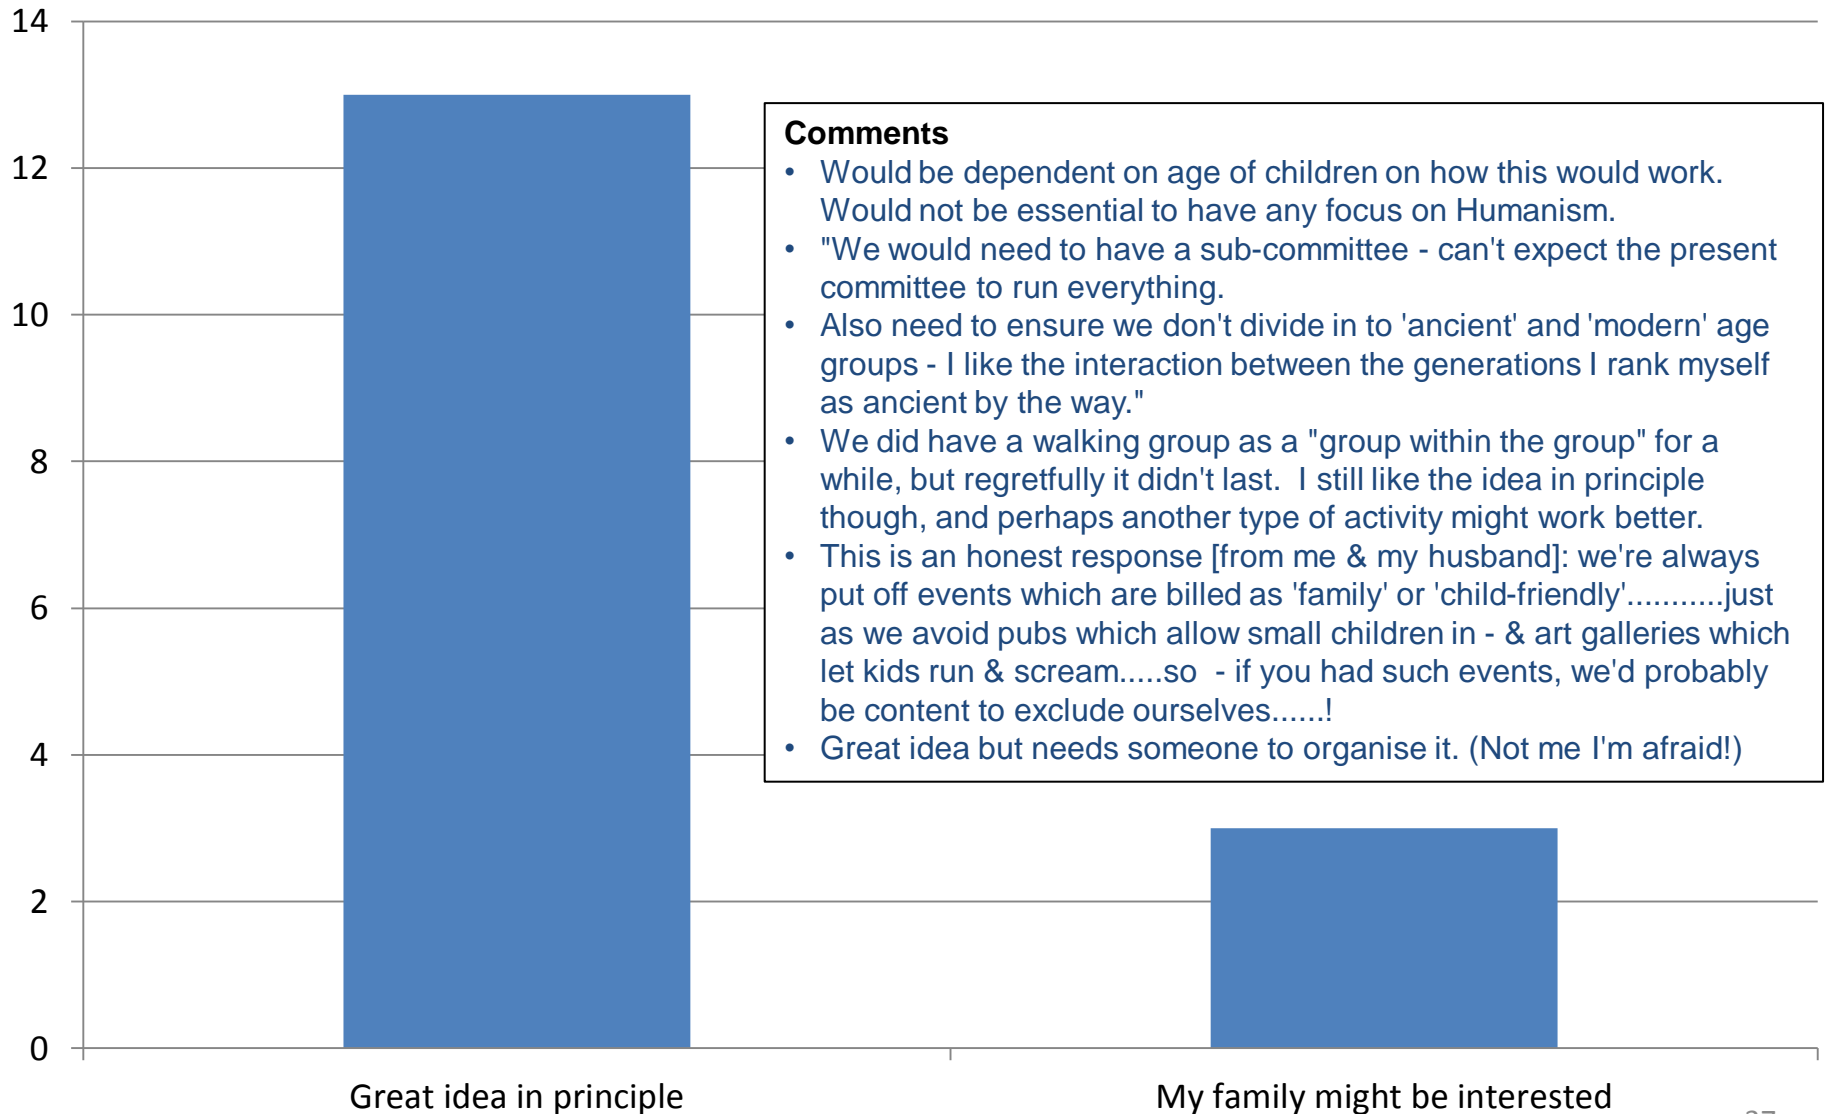 14
12
10
8
6
4
2
0
Comments
• Would be dependent on age of children on how this would work.
Would not be essential to have any focus on Humanism.
• "We would need to have a sub-committee - can't expect the present
committee to run everything.
• Also need to ensure we don't divide in to 'ancient' and 'modern' age
groups - I like the interaction between the generations I rank myself
as ancient by the way."
• We did have a walking group as a "group within the group" for a
while, but regretfully it didn't last.  I still like the idea in principle
though, and perhaps another type of activity might work better.
• This is an honest response [from me & my husband]: we're always
put off events which are billed as 'family' or 'child-friendly'...........just
as we avoid pubs which allow small children in - & art galleries which
let kids run & scream.....so  - if you had such events, we'd probably
be content to exclude ourselves......!
• Great idea but needs someone to organise it. (Not me I'm afraid!)
Great idea in principle
My family might be interested